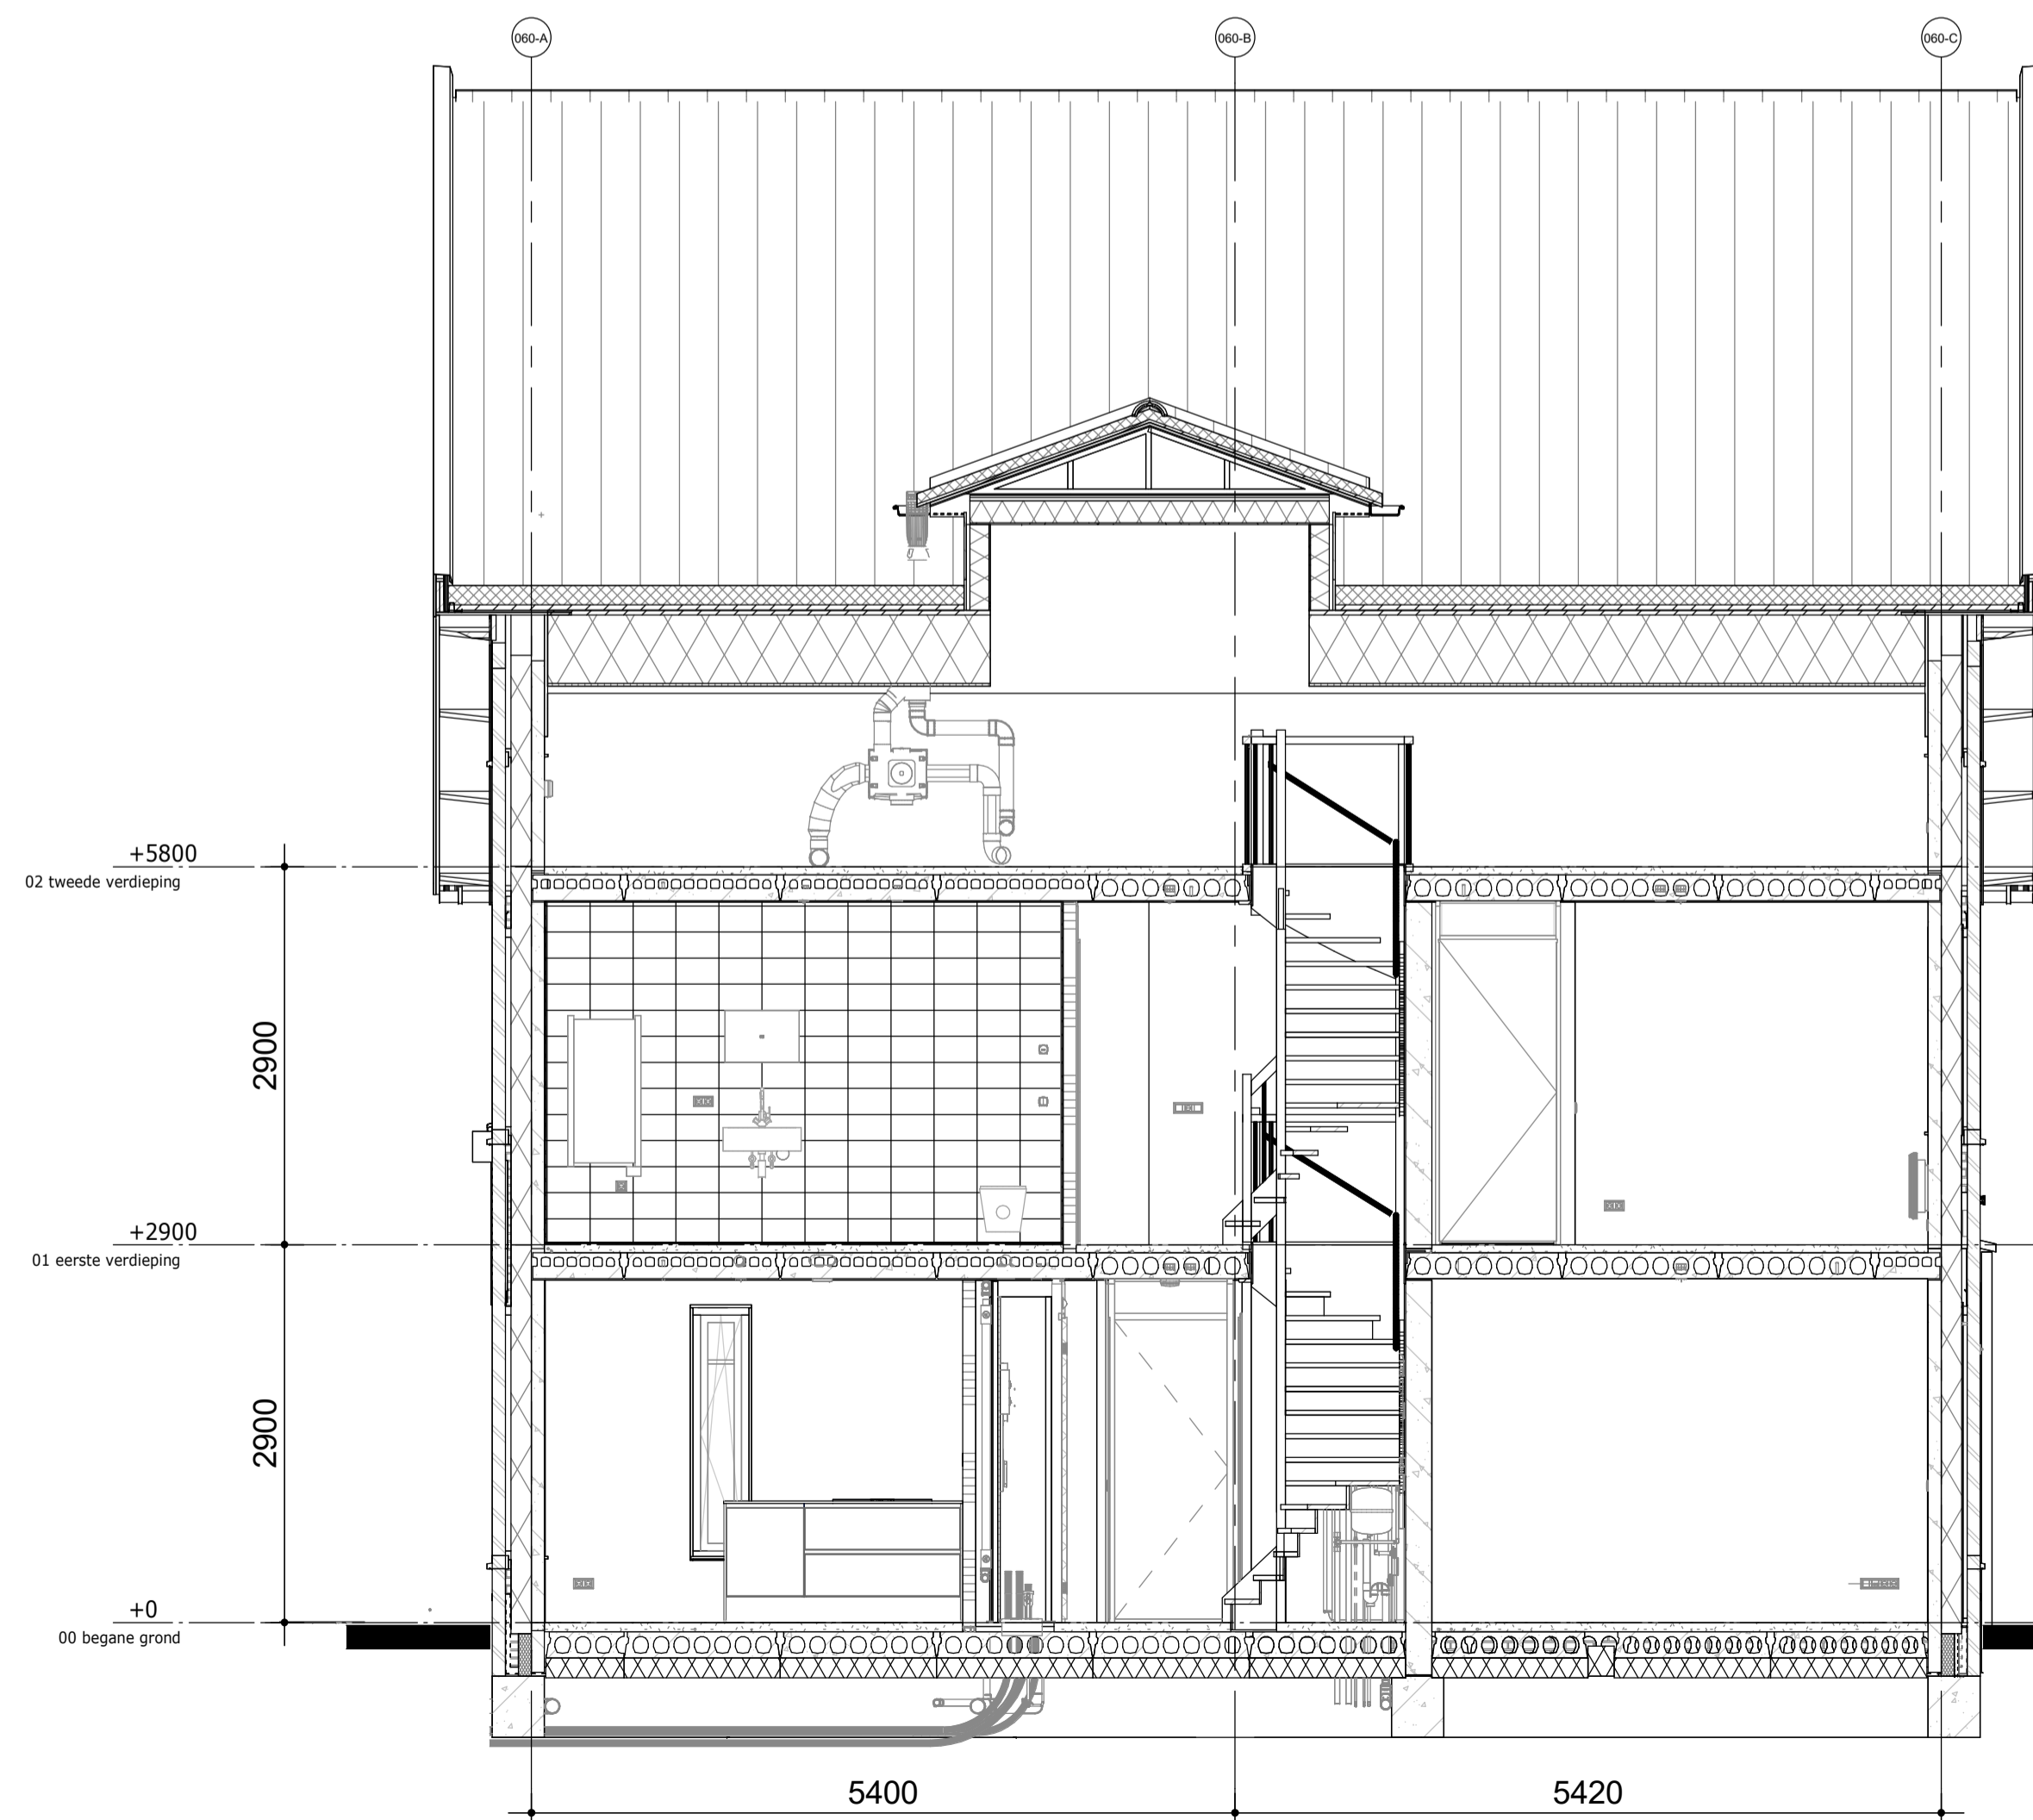 060-A
060-B
060-C
+5800
02 tweede verdieping
2900
+2900
01 eerste verdieping
2900
+0
00 begane grond
5400
5420